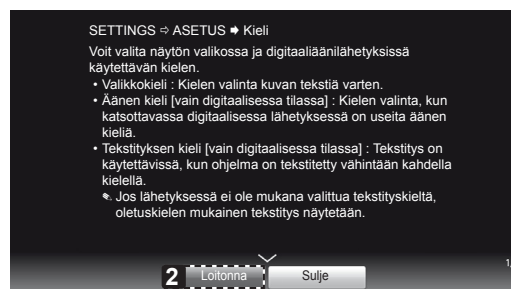 SETTINGS ⇨ ASETUS ➧ Kieli
Voit valita näytön valikossa ja digitaaliäänilähetyksissä
käytettävän kielen.
• Valikkokieli : Kielen valinta kuvan tekstiä varten.
• Äänen kieli [vain digitaalisessa tilassa] : Kielen valinta, kun
katsottavassa digitaalisessa lähetyksessä on useita äänen
kieliä.
• Tekstityksen kieli [vain digitaalisessa tilassa] : Tekstitys on
käytettävissä, kun ohjelma on tekstitetty vähintään kahdella
kielellä.
✎ Jos lähetyksessä ei ole mukana valittua tekstityskieltä,
oletuskielen mukainen tekstitys näytetään.
1,
2 Loitonna Sulje